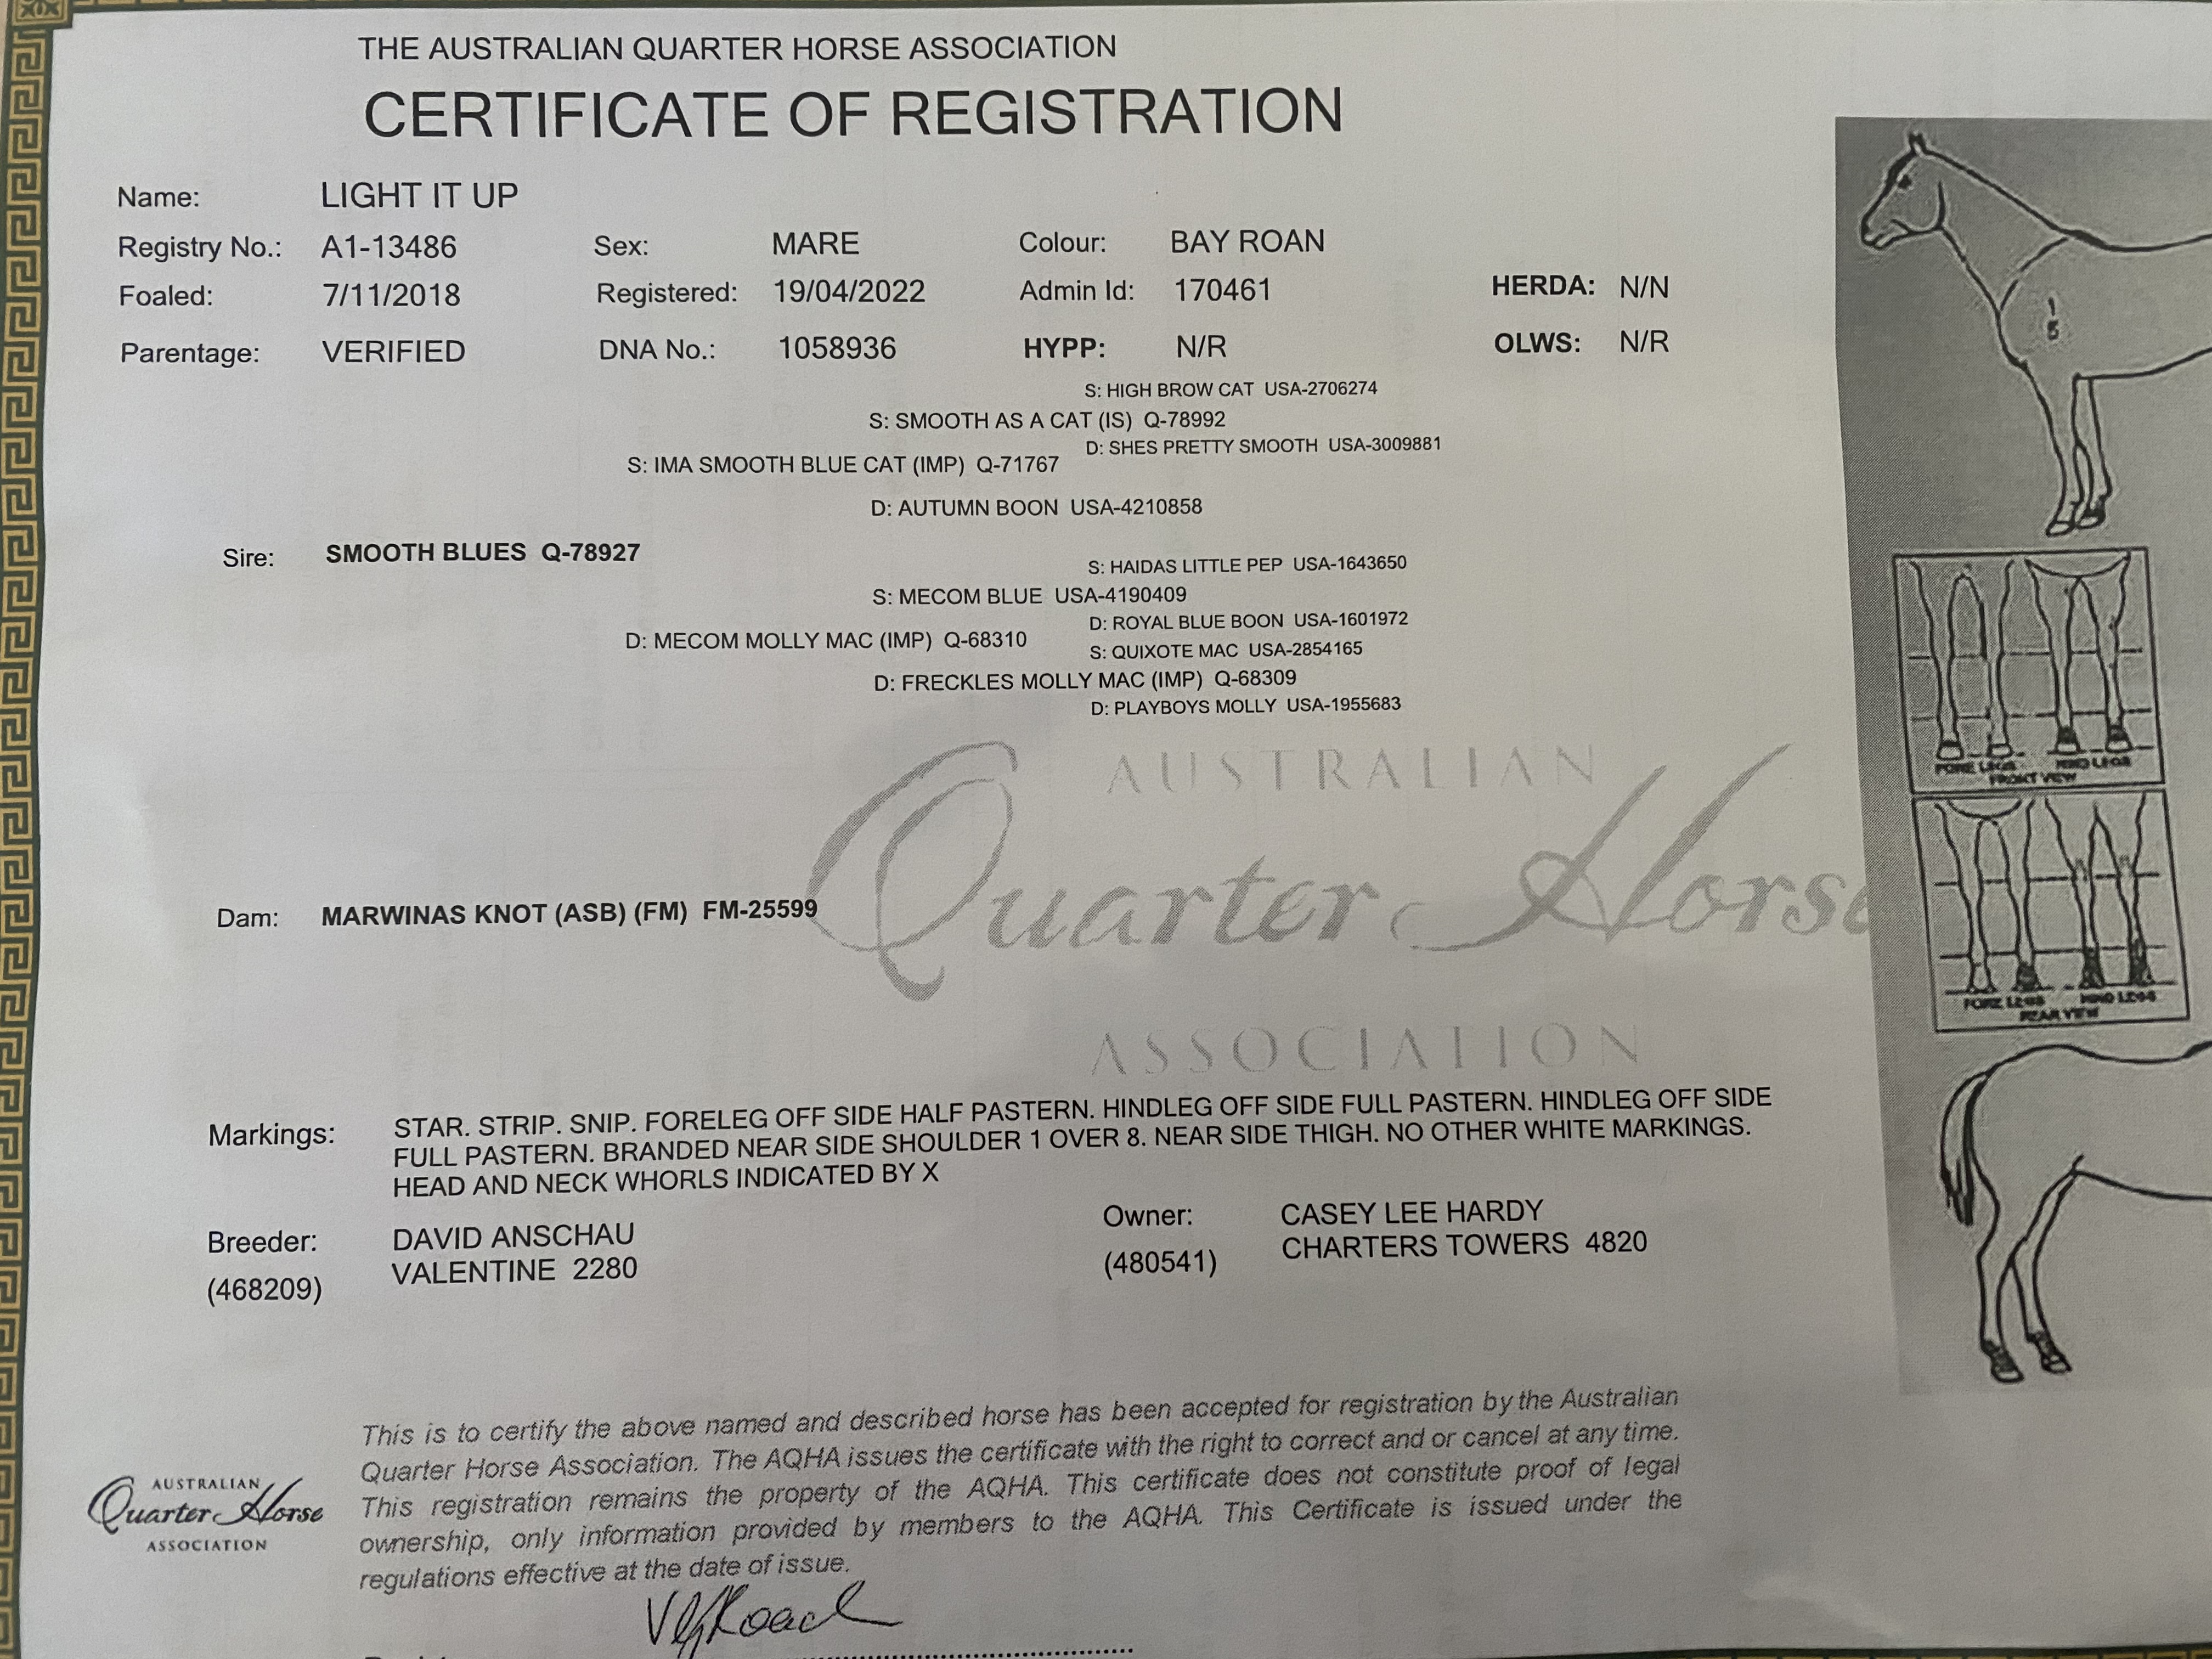 THE AUSTRALIAN QUARTER HORSE ASSOCIATION
CERTIFICATE OF REGISTRATION
Name: LIGHT IT UP
Registry No.: A1-13486 Sex: MARE Colour: BAY ROAN
Foaled: 7/11/2018 Registered: 19/04/2022 Admin Id: 170461 HERDA: N/N
Parentage: VERIFIED DNA No.: 1058936 HYPP: N/R OLWS: N/R
S: HIGH BROW CAT USA-2706274
S: SMOOTH AS A CAT (IS) Q-78992
D: SHES PRETTY SMOOTH USA-3009881
S: IMA SMOOTH BLUE CAT (IMP) Q-71767
D: AUTUMN BOON USA-4210858
Sire: SMOOTH BLUES Q-78927
S: HAIDAS LITTLE PEP USA-1643650
S: MECOM BLUE USA-4190409
D: ROYAL BLUE BOON USA-1601972
D: MECOM MOLLY MAC (IMP) Q-68310
S: QUIXOTE MAC USA-2854165
D: FRECKLES MOLLY MAC (IMP) Q-68309
D: PLAYBOYS MOLLY USA-1955683
AUSTRALIAN
Quarter Horse
ASSOCIATION
Dam: MARWINAS KNOT (ASB) (FM) FM-25599
Markings: STAR. STRIP. SNIP. FORELEG OFF SIDE HALF PASTERN. HINDLEG OFF SIDE FULL PASTERN. HINDLEG OFF SIDE
FULL PASTERN. BRANDED NEAR SIDE SHOULDER 1 OVER 8. NEAR SIDE THIGH. NO OTHER WHITE MARKINGS.
HEAD AND NECK WHORLS INDICATED BY X
Breeder: DAVID ANSCHAU
(468209) VALENTINE 2280
Owner: CASEY LEE HARDY
(480541) CHARTERS TOWERS 4820
This is to certify the above named and described horse has been accepted for registration by the Australian
Quarter Horse Association. The AQHA issues the certificate with the right to correct and or cancel at any time.
This registration remains the property of the AQHA. This certificate does not constitute proof of legal
ownership, only information provided by members to the AQHA. This Certificate is issued under the
regulations effective at the date of issue.
AUSTRALIAN
Quarter Horse
ASSOCIATION
FORE LEGS HIND LEGS
FRONT VIEW
FORE LEGS HIND LEGS
REAR VIEW